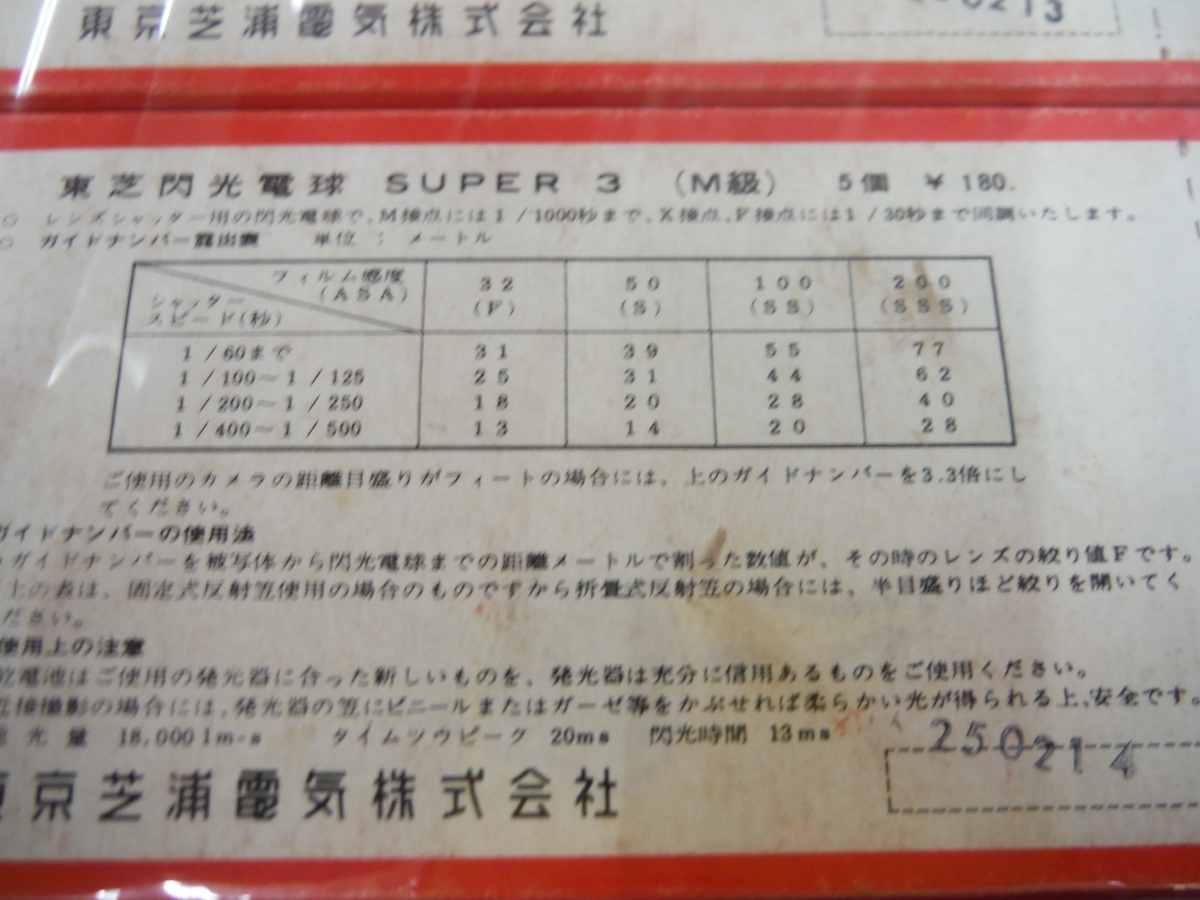 東京芝浦電気株式会社
東芝閃光電球 SUPER 3 (M級) 5個 ¥ 180.
○ レンズシャッター用の閃光電球で、M接点には1/1000秒まで、X接点、F接点には1/30秒まで同調いたします。
○ ガイドナンバー露出表 単位 : メートル
フィルム感度 (ASA) シャッタースピード(秒) 32 (F) 50 (S) 100 (SS) 200 (SSS)
1/60まで 31 39 55 77
1/100~1/125 25 31 44 62
1/200~1/250 18 20 28 40
1/400~1/500 13 14 20 28
ご使用のカメラの距離目盛りがフィートの場合には、上のガイドナンバーを3.3倍にし
てください。
ガイドナンバーの使用法
ガイドナンバーを被写体から閃光電球までの距離メートルで割った数値が、その時のレンズの絞り値Fです。
上の表は、固定式反射笠使用の場合のものですから折畳式反射笠の場合には、半目盛りほど絞りを開いてく
ださい。
使用上の注意
乾電池はご使用の発光器に合った新しいものを、発光器は充分に信用あるものをご使用ください。
直接撮影の場合には、発光器の笠にビニールまたはガーゼ等をかぶせれば柔らかい光が得られる上、安全です。
光量 18,000lm-s タイムツウピーク 20ms 閃光時間 13ms
250214
東京芝浦電気株式会社